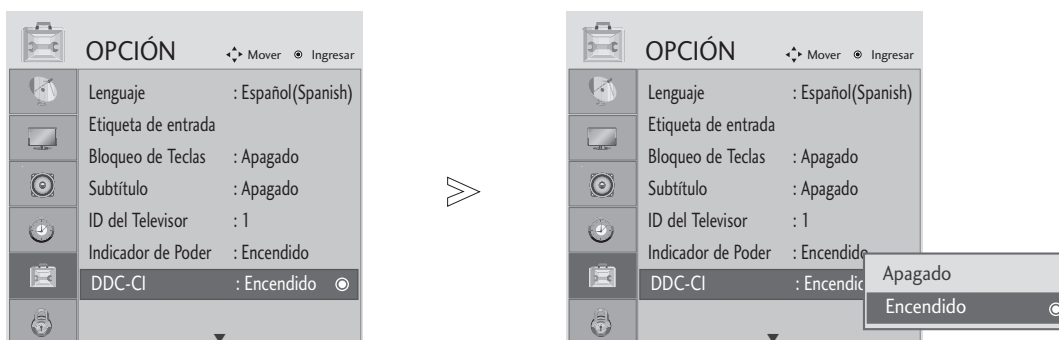 OPCIÓN Mover Ingresar
Lenguaje : Español(Spanish)
Etiqueta de entrada
Bloqueo de Teclas : Apagado
Subtítulo : Apagado
ID del Televisor : 1
Indicador de Poder : Encendido
DDC-CI : Encendido
OPCIÓN Mover Ingresar
Lenguaje : Español(Spanish)
Etiqueta de entrada
Bloqueo de Teclas : Apagado
Subtítulo : Apagado
ID del Televisor : 1
Indicador de Poder : Encendido
DDC-CI : Encendid
Apagado
Encendido